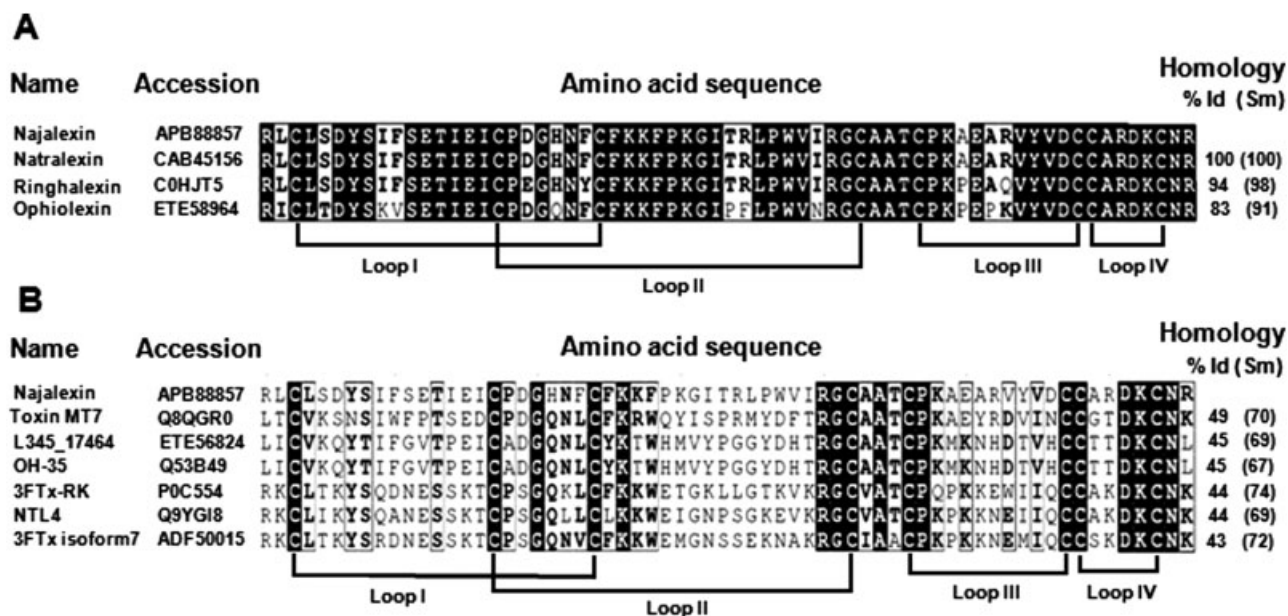 A
Name Accession Amino acid sequence Homology
% Id (Sm)
Najalexin APB88857 RLCLSDYSIFSETIEICPDGHNFCFKKFPKGITRLPWVIRGCAATCPKAEARVYVDCCARDKCNR
Natralexin CAB45156 RLCLSDYSIFSETIEICPDGHNFCFKKFPKGITRLPWVIRGCAATCPKAEARVYVDCCARDKCNR 100 (100)
Ringhalexin C0HJT5 RLCLSDYSIFSETIEICPEGHNYCFKKFPKGITRLPWVIRGCAATCPKPEAQVYVDCCARDKCNR 94 (98)
Ophiolexin ETE58964 RICLTDYSKVSETIEICPDGQNFCFKKFPKGIPFLPWVNRGCAATCPKPEPKVYVDCCARDKCNR 83 (91)
Loop I Loop II Loop III Loop IV
B
Name Accession Amino acid sequence Homology
% Id (Sm)
Najalexin APB88857 RLCLSDYSIFSETIEICPDGHNFCFKKFPKGITRLPWVIRGCAATCPKAEARVYVDCCARDKCNR
Toxin MT7 Q8QGR0 LTCVKSNSIWFPTSEDCPDGQNLCFKRWQYISPRMYDFTRGCAATCPKAEYRDVINCCGTDKCNK 49 (70)
L345_17464 ETE56824 LICVKQYTIFGVTPEICADGQNLCYKTWHMVYPGGYDHTRGCAATCPKMKNHDTVHCCTTDKCNL 45 (69)
OH-35 Q53B49 LICVKQYTIFGVTPEICADGQNLCYKTWHMVYPGGYDHTRGCAATCPKMKNHDTVHCCTTDKCNL 45 (67)
3FTx-RK P0C554 RKCLTKYSQDNESSKTCPSGQKLCFKKWETGKLLGTKVKRGCVATCPQPKKEWIIQCCAKDKCNK 44 (74)
NTL4 Q9YGI8 RKCLIKYSQANESSKTCPSGQLLCLKKWEIGNPSGKEVKRGCVATCPKPKKNEIIQCCAKDKCNK 44 (69)
3FTx isoform7 ADF50015 RKCLTKYSRDNESSKTCPSGQNVCFKKWEMGNSSEKNAKRGCIAACPKPKKNEMIQCCSKDKCNK 43 (72)
Loop I Loop II Loop III Loop IV